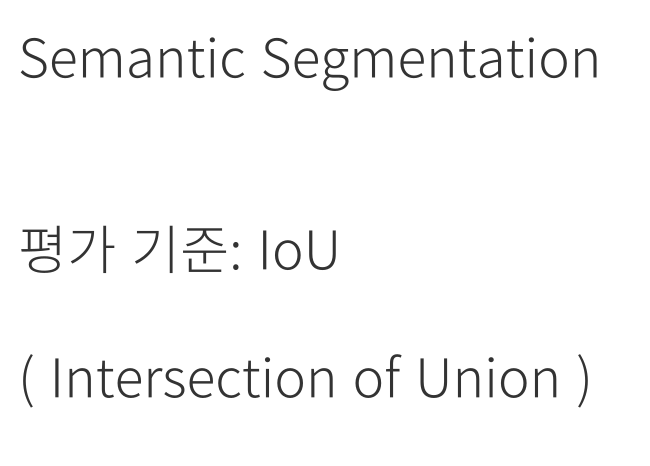 Semantic Segmentation
평가 기준: IoU
( Intersection of Union )